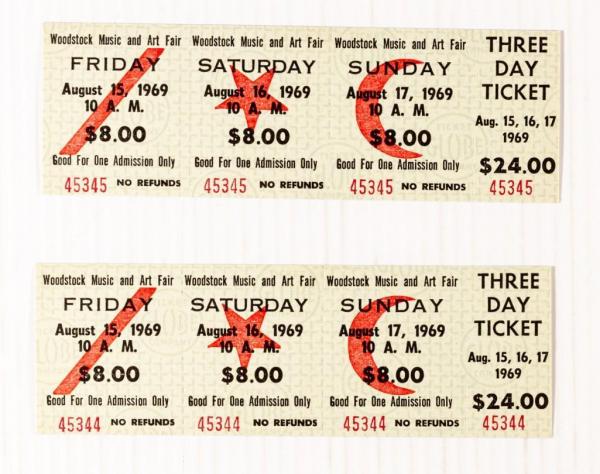 Woodstock Music and Art Fair
FRIDAY
August 15, 1969
10 A. M.
$8.00
Good For One Admission Only
45345 NO REFUNDS
Woodstock Music and Art Fair
SATURDAY
August 16, 1969
10 A. M.
$8.00
Good For One Admission Only
45345 NO REFUNDS
Woodstock Music and Art Fair
SUNDAY
August 17, 1969
10 A. M.
$8.00
Good For One Admission Only
45345 NO REFUNDS
THREE
DAY
TICKET
Aug. 15, 16, 17
1969
$24.00
45345
Woodstock Music and Art Fair
FRIDAY
August 15, 1969
10 A. M.
$8.00
Good For One Admission Only
45344 NO REFUNDS
Woodstock Music and Art Fair
SATURDAY
August 16, 1969
10 A. M.
$8.00
Good For One Admission Only
45344 NO REFUNDS
Woodstock Music and Art Fair
SUNDAY
August 17, 1969
10 A. M.
$8.00
Good For One Admission Only
45344 NO REFUNDS
THREE
DAY
TICKET
Aug. 15, 16, 17
1969
$24.00
45344